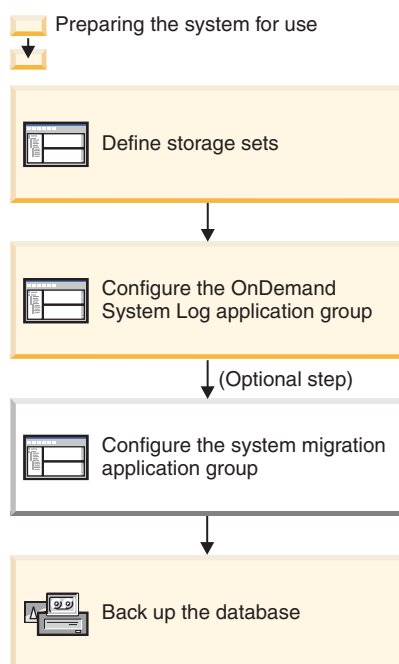 Preparing the system for use
Define storage sets
Configure the OnDemand
System Log application group
(Optional step)
Configure the system migration
application group
Back up the database